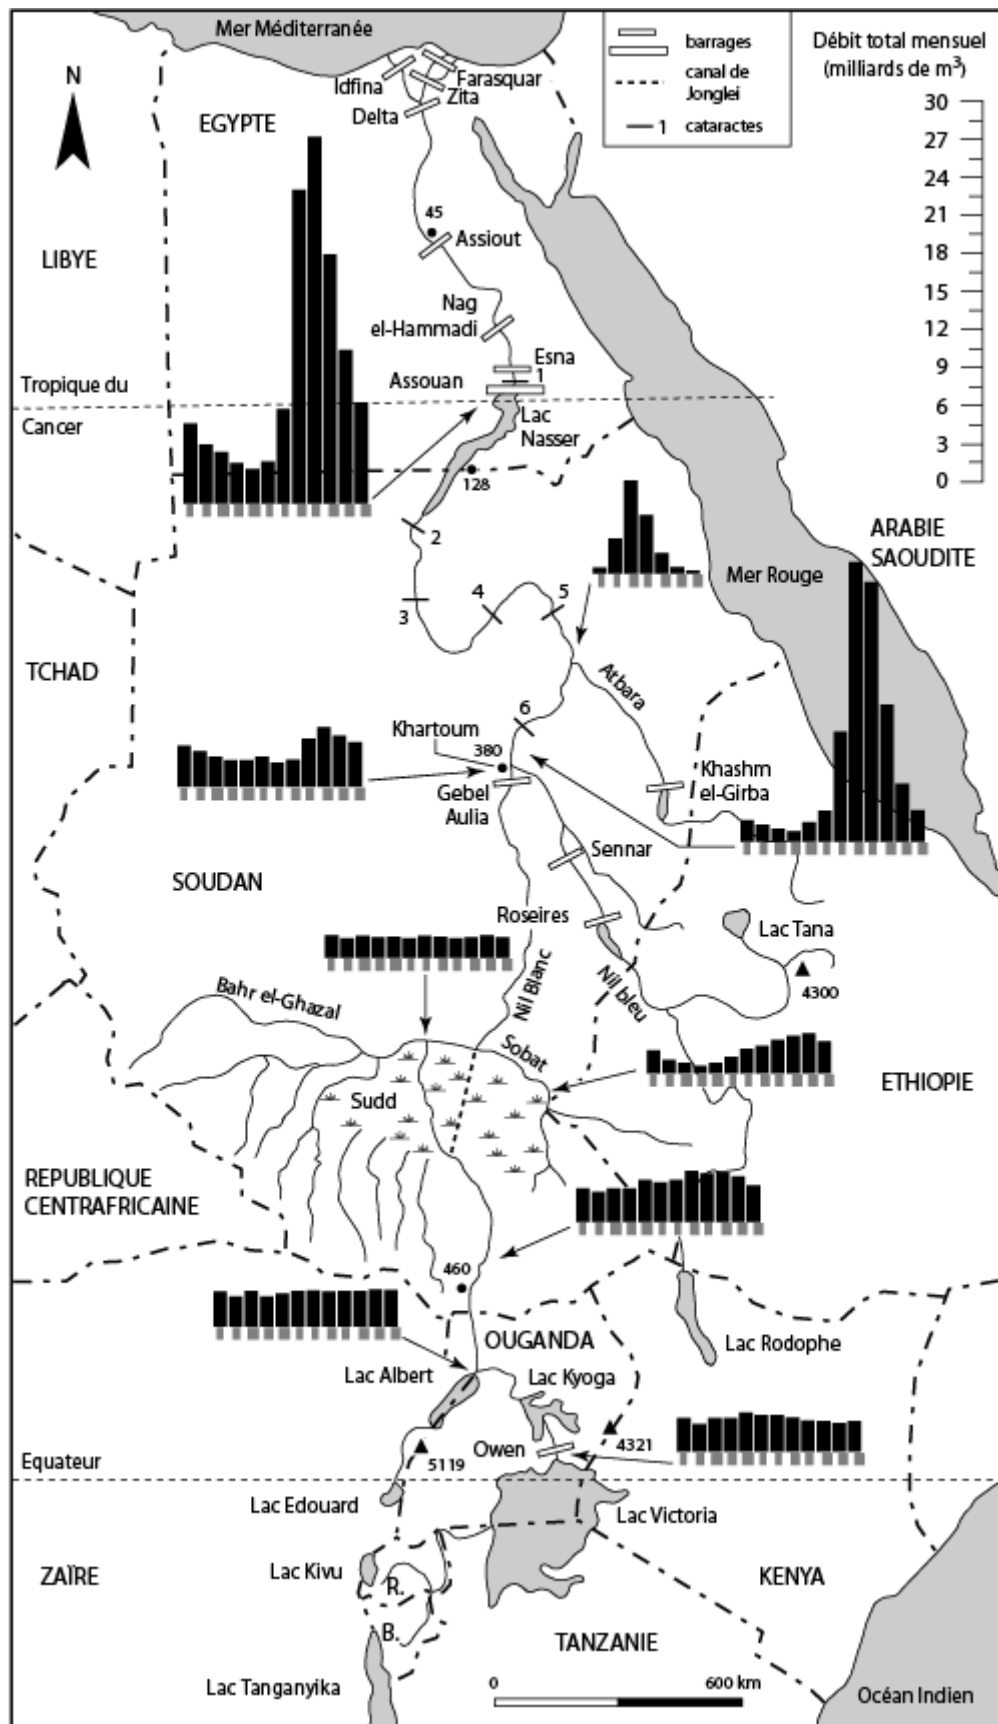 Mer Méditerranée
barrages
canal de
Jonglei
1 cataractes
Débit total mensuel
(milliards de m³)
30
27
24
21
18
15
12
9
6
3
0
N
Idfina
Farasquar
Zita
Delta
EGYPTE
LIBYE
45
Assiout
Nag
el-Hammadi
Esna
1
Assouan
Tropique du
Cancer
Lac
Nasser
128
2
3
4
5
ARABIE
SAOUDITE
Mer Rouge
TCHAD
Atbara
6
Khartoum
380
Gebel
Aulia
Khashm
el-Girba
Sennar
SOUDAN
Roseires
Lac Tana
4300
Nil Blanc
Nil bleu
Bahr el-Ghazal
Sobat
Sudd
ETHIOPIE
REPUBLIQUE
CENTRAFRICAINE
460
OUGANDA
Lac Rodophe
Lac Albert
Lac Kyoga
Owen
4321
5119
Equateur
Lac Edouard
Lac Victoria
ZAÏRE
Lac Kivu
R.
B.
KENYA
TANZANIE
Lac Tanganyika
0
600 km
Océan Indien